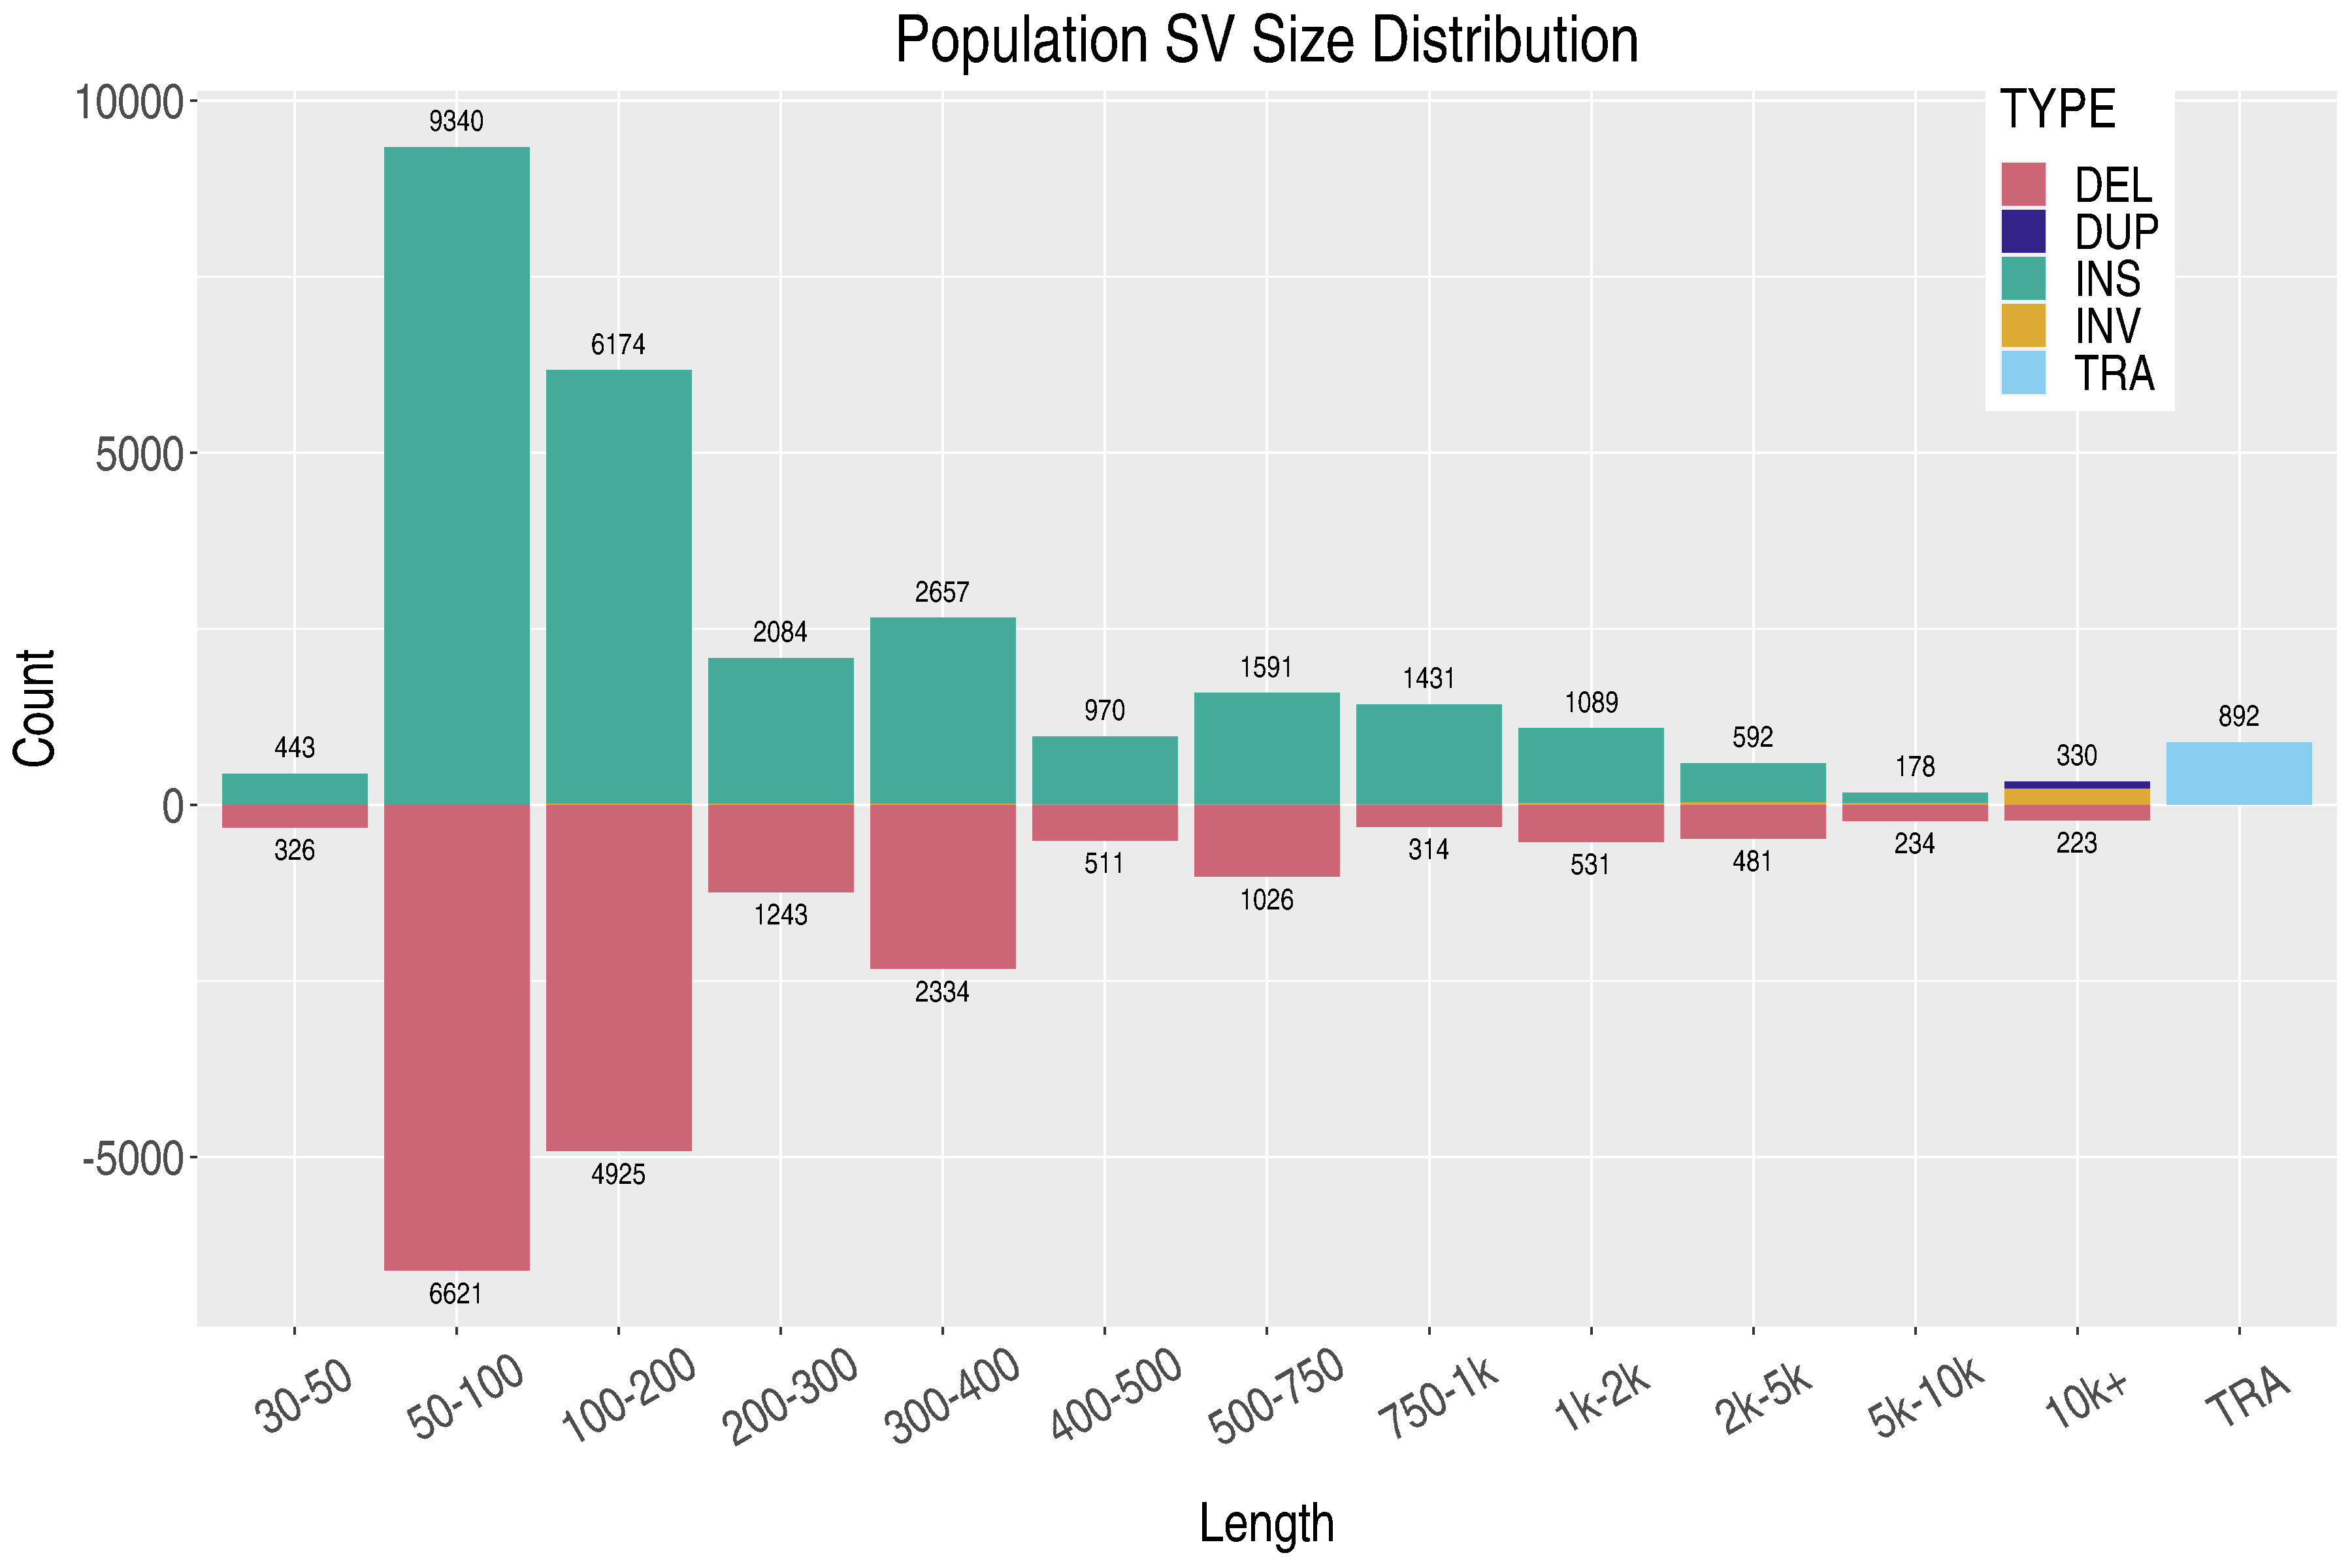 Population SV Size Distribution
10000
5000
0
-5000
Count
TYPE
DEL
DUP
INS
INV
TRA
443
9340
6174
2084
2657
970
1591
1431
1089
592
178
330
892
326
6621
4925
1243
2334
511
1026
314
531
481
234
223
30-50
50-100
100-200
200-300
300-400
400-500
500-750
750-1k
1k-2k
2k-5k
5k-10k
10k+
TRA
Length